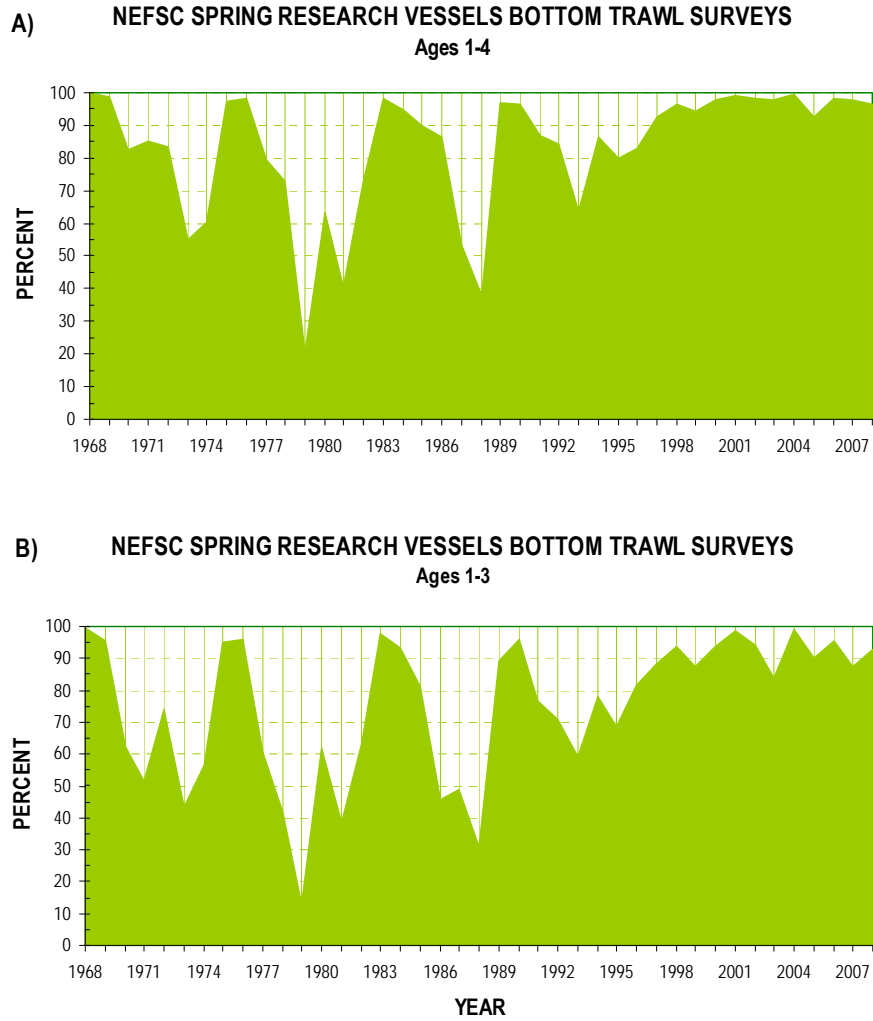 A)
NEFSC SPRING RESEARCH VESSELS BOTTOM TRAWL SURVEYS
Ages 1-4
100
90
80
70
60
50
40
30
20
10
0
PERCENT
1968 1971 1974 1977 1980 1983 1986 1989 1992 1995 1998 2001 2004 2007
B)
NEFSC SPRING RESEARCH VESSELS BOTTOM TRAWL SURVEYS
Ages 1-3
100
90
80
70
60
50
40
30
20
10
0
PERCENT
1968 1971 1974 1977 1980 1983 1986 1989 1992 1995 1998 2001 2004 2007
YEAR